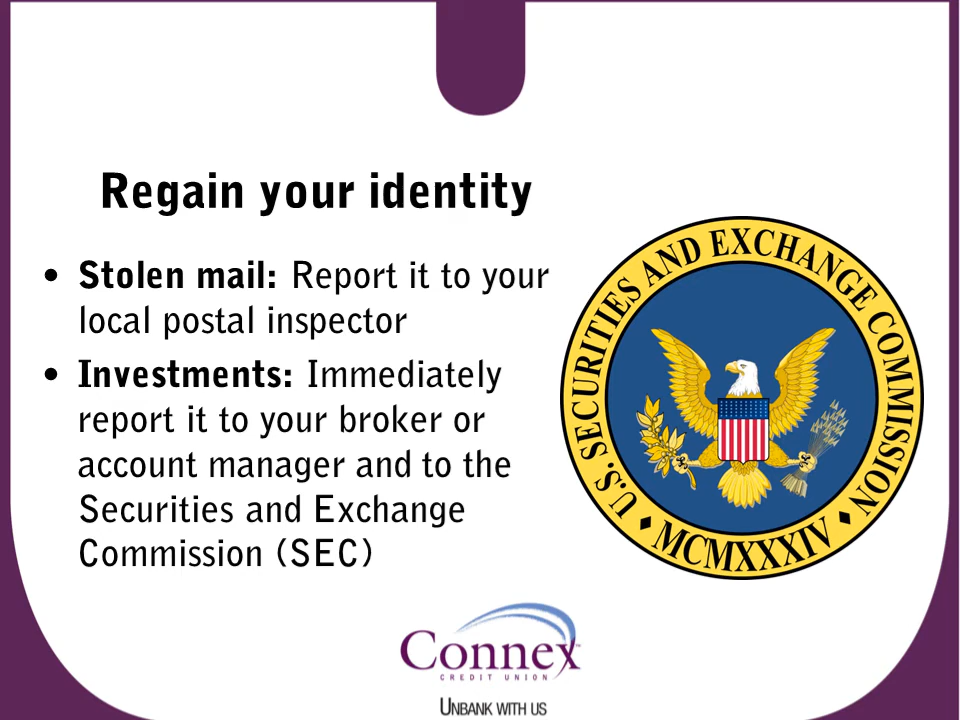 Regain your identity
• Stolen mail: Report it to your
local postal inspector
• Investments: Immediately
report it to your broker or
account manager and to the
Securities and Exchange
Commission (SEC)
U.S. SECURITIES AND EXCHANGE COMMISSION
MCMXXXIV
Connex™
CREDIT UNION
UNBANK WITH US